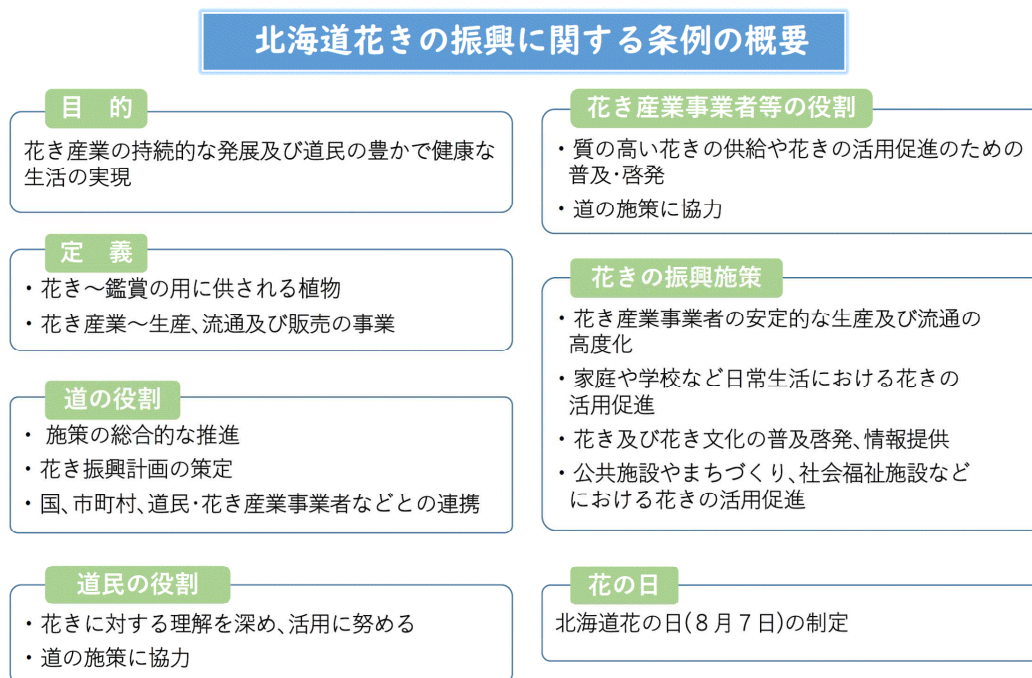 北海道花きの振興に関する条例の概要
目　的
花き産業の持続的な発展及び道民の豊かで健康な
生活の実現
定　義
・花き～鑑賞の用に供される植物
・花き産業～生産、流通及び販売の事業
道の役割
・ 施策の総合的な推進
・花き振興計画の策定
・国、市町村、道民･花き産業事業者などとの連携
道民の役割
・花きに対する理解を深め、活用に努める
・道の施策に協力
花き産業事業者等の役割
・質の高い花きの供給や花きの活用促進のための
普及･啓発
・道の施策に協力
花きの振興施策
・花き産業事業者の安定的な生産及び流通の
高度化
・家庭や学校など日常生活における花きの
活用促進
・花き及び花き文化の普及啓発、情報提供
・公共施設やまちづくり、社会福祉施設など
における花きの活用促進
花の日
北海道花の日(８月７日)の制定